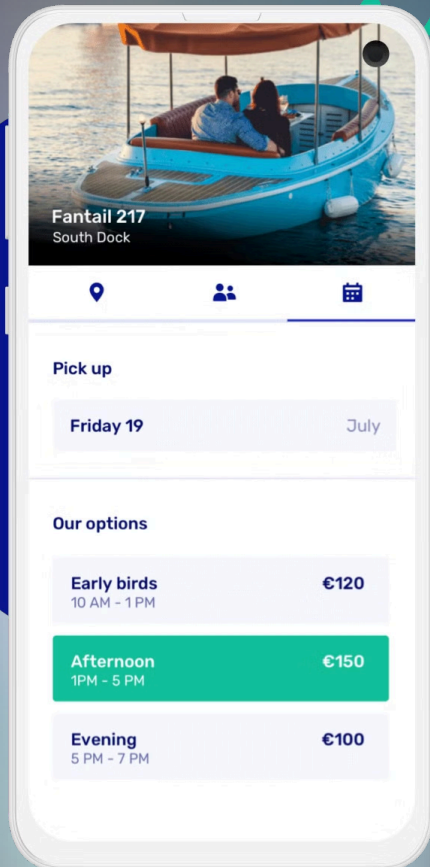 Fantail 217
South Dock
Pick up
Friday 19 July
Our options
Early birds €120
10 AM - 1 PM
Afternoon €150
1PM - 5 PM
Evening €100
5 PM - 7 PM